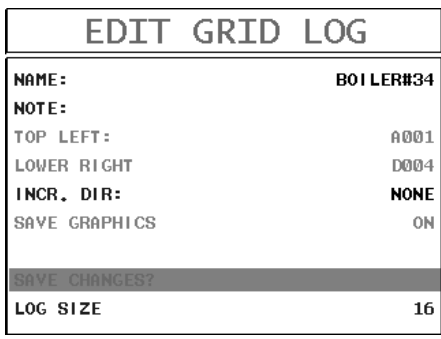 EDIT GRID LOG
NAME: BOILER#34
NOTE:
TOP LEFT: A001
LOWER RIGHT D004
INCR. DIR: NONE
SAVE GRAPHICS ON
SAVE CHANGES?
LOG SIZE 16